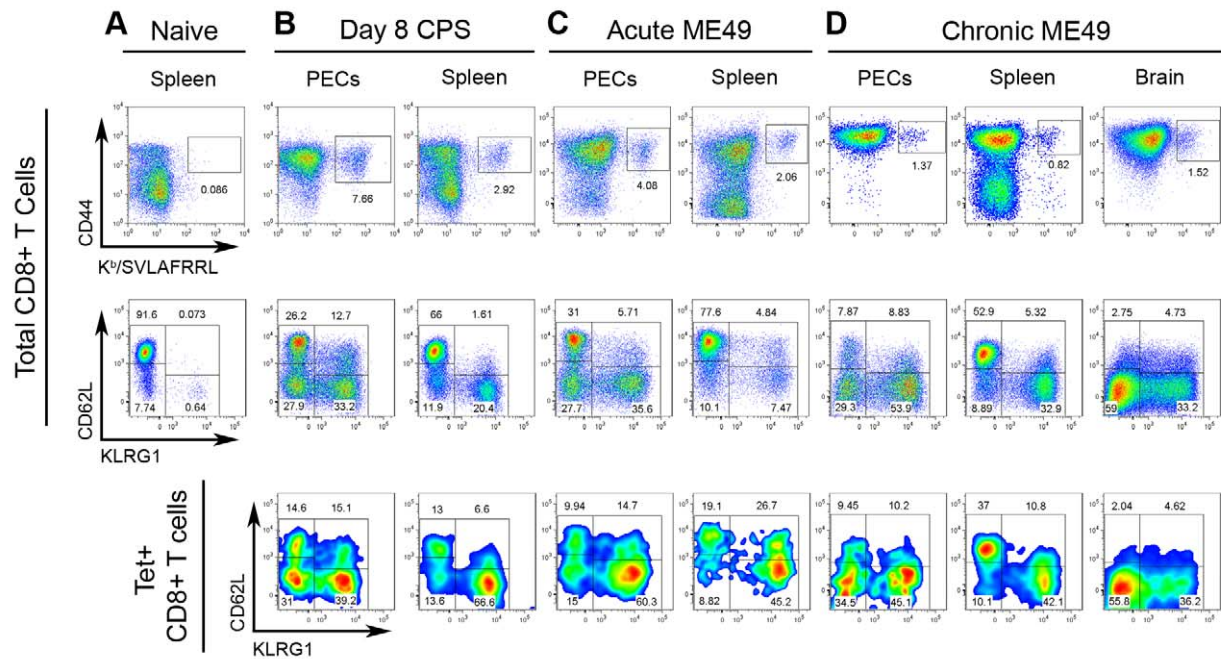 A Naive B Day 8 CPS C Acute ME49 D Chronic ME49
Spleen PECs Spleen PECs Spleen PECs Spleen Brain
Total CD8+ T Cells
CD44
K^b/SVLAFRRL
0.086 7.66 2.92 4.08 2.06 1.37 0.82 1.52
CD62L
KLRG1
91.6 0.073 26.2 12.7 66 1.61 31 5.71 77.6 4.84 7.87 8.83 52.9 5.32 2.75 4.73
7.74 0.64 27.9 33.2 11.9 20.4 27.7 35.6 10.1 7.47 29.3 53.9 8.89 32.9 59 33.2
Tet+
CD8+ T cells
CD62L
KLRG1
14.6 15.1 13 6.6 9.94 14.7 19.1 26.7 9.45 10.2 37 10.8 2.04 4.62
31 39.2 13.6 66.6 15 60.3 8.82 45.2 34.5 45.1 10.1 42.1 55.8 36.2